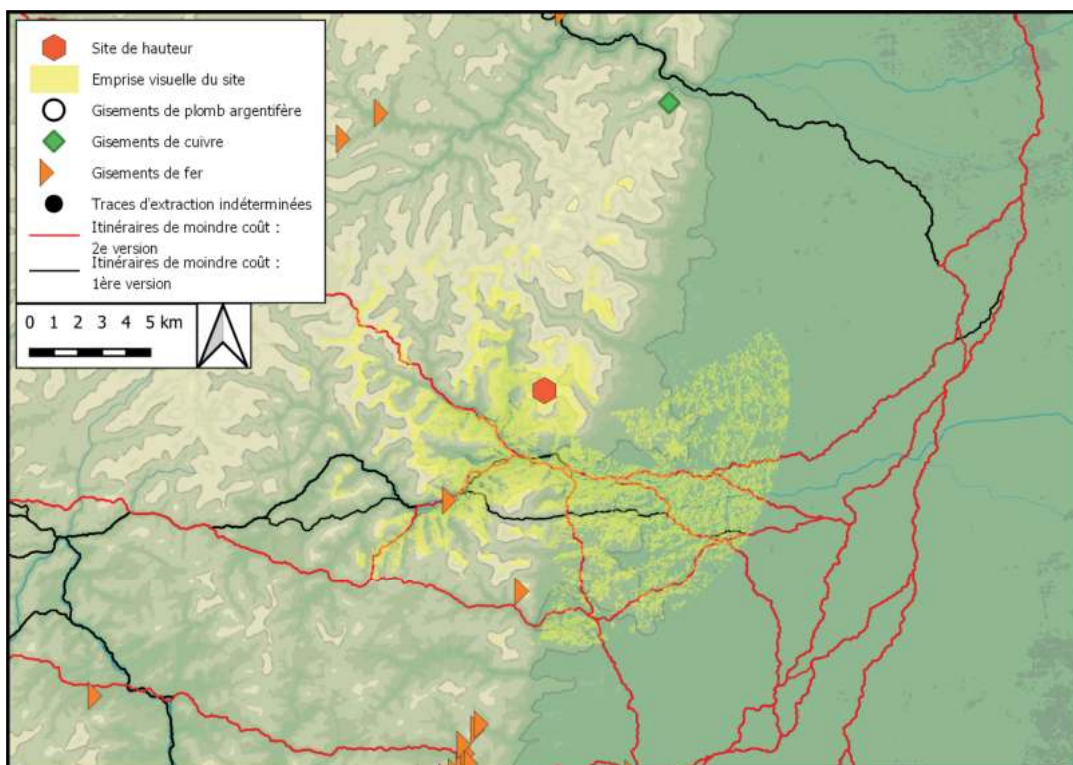 Site de hauteur
Emprise visuelle du site
Gisements de plomb argentifère
Gisements de cuivre
Gisements de fer
Traces d'extraction indéterminées
Itinéraires de moindre coût :
2e version
Itinéraires de moindre coût :
1ère version
0 1 2 3 4 5 km